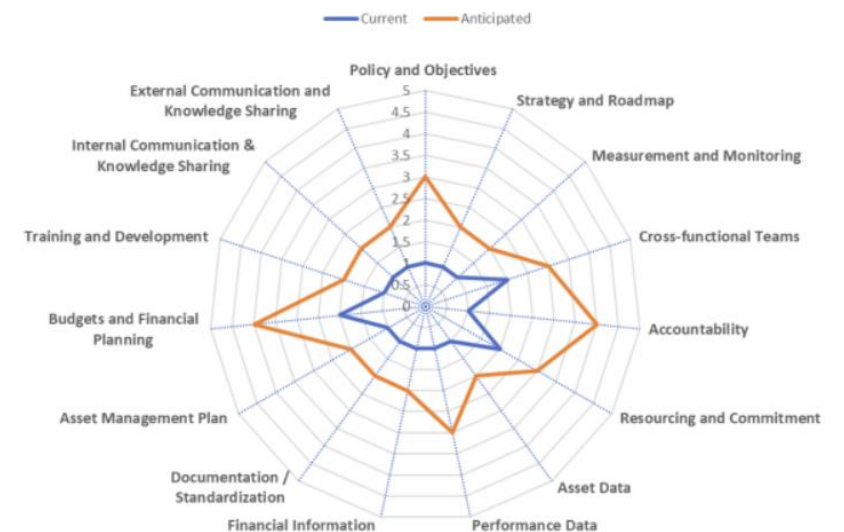 Current
Anticipated
Policy and Objectives
External Communication and
Knowledge Sharing
Strategy and Roadmap
Internal Communication &
Knowledge Sharing
Measurement and Monitoring
Training and Development
Cross-functional Teams
Budgets and Financial
Planning
Accountability
Asset Management Plan
Resourcing and Commitment
Documentation /
Standardization
Asset Data
Financial Information
Performance Data
5
4.5
4
3.5
3
2.5
2
1.5
1
0.5
0